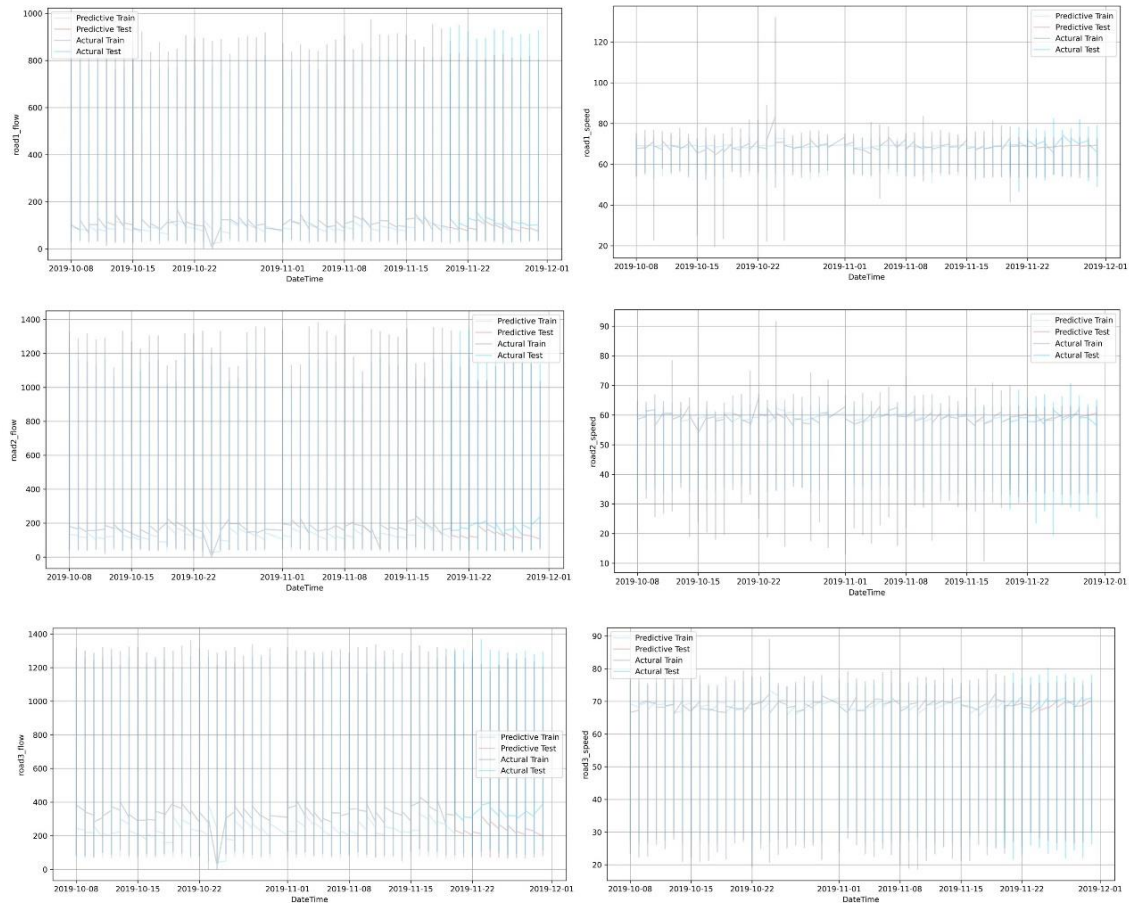 1000
800
600
400
200
0
road1_flow
Predictive Train
Predictive Test
Actural Train
Actural Test
2019-10-08 2019-10-15 2019-10-22 2019-11-01 2019-11-08 2019-11-15 2019-11-22 2019-12-01
DateTime
120
100
80
60
40
20
road1_speed
Predictive Train
Predictive Test
Actural Train
Actural Test
2019-10-08 2019-10-15 2019-10-22 2019-11-01 2019-11-08 2019-11-15 2019-11-22 2019-12-01
DateTime
1400
1200
1000
800
600
400
200
0
road2_flow
Predictive Train
Predictive Test
Actural Train
Actural Test
2019-10-08 2019-10-15 2019-10-22 2019-11-01 2019-11-08 2019-11-15 2019-11-22 2019-12-01
DateTime
90
80
70
60
50
40
30
20
10
road2_speed
Predictive Train
Predictive Test
Actural Train
Actural Test
2019-10-08 2019-10-15 2019-10-22 2019-11-01 2019-11-08 2019-11-15 2019-11-22 2019-12-01
DateTime
1400
1200
1000
800
600
400
200
0
road3_flow
Predictive Train
Predictive Test
Actural Train
Actural Test
2019-10-08 2019-10-15 2019-10-22 2019-11-01 2019-11-08 2019-11-15 2019-11-22 2019-12-01
DateTime
90
80
70
60
50
40
30
20
road3_speed
Predictive Train
Predictive Test
Actural Train
Actural Test
2019-10-08 2019-10-15 2019-10-22 2019-11-01 2019-11-08 2019-11-15 2019-11-22 2019-12-01
DateTime